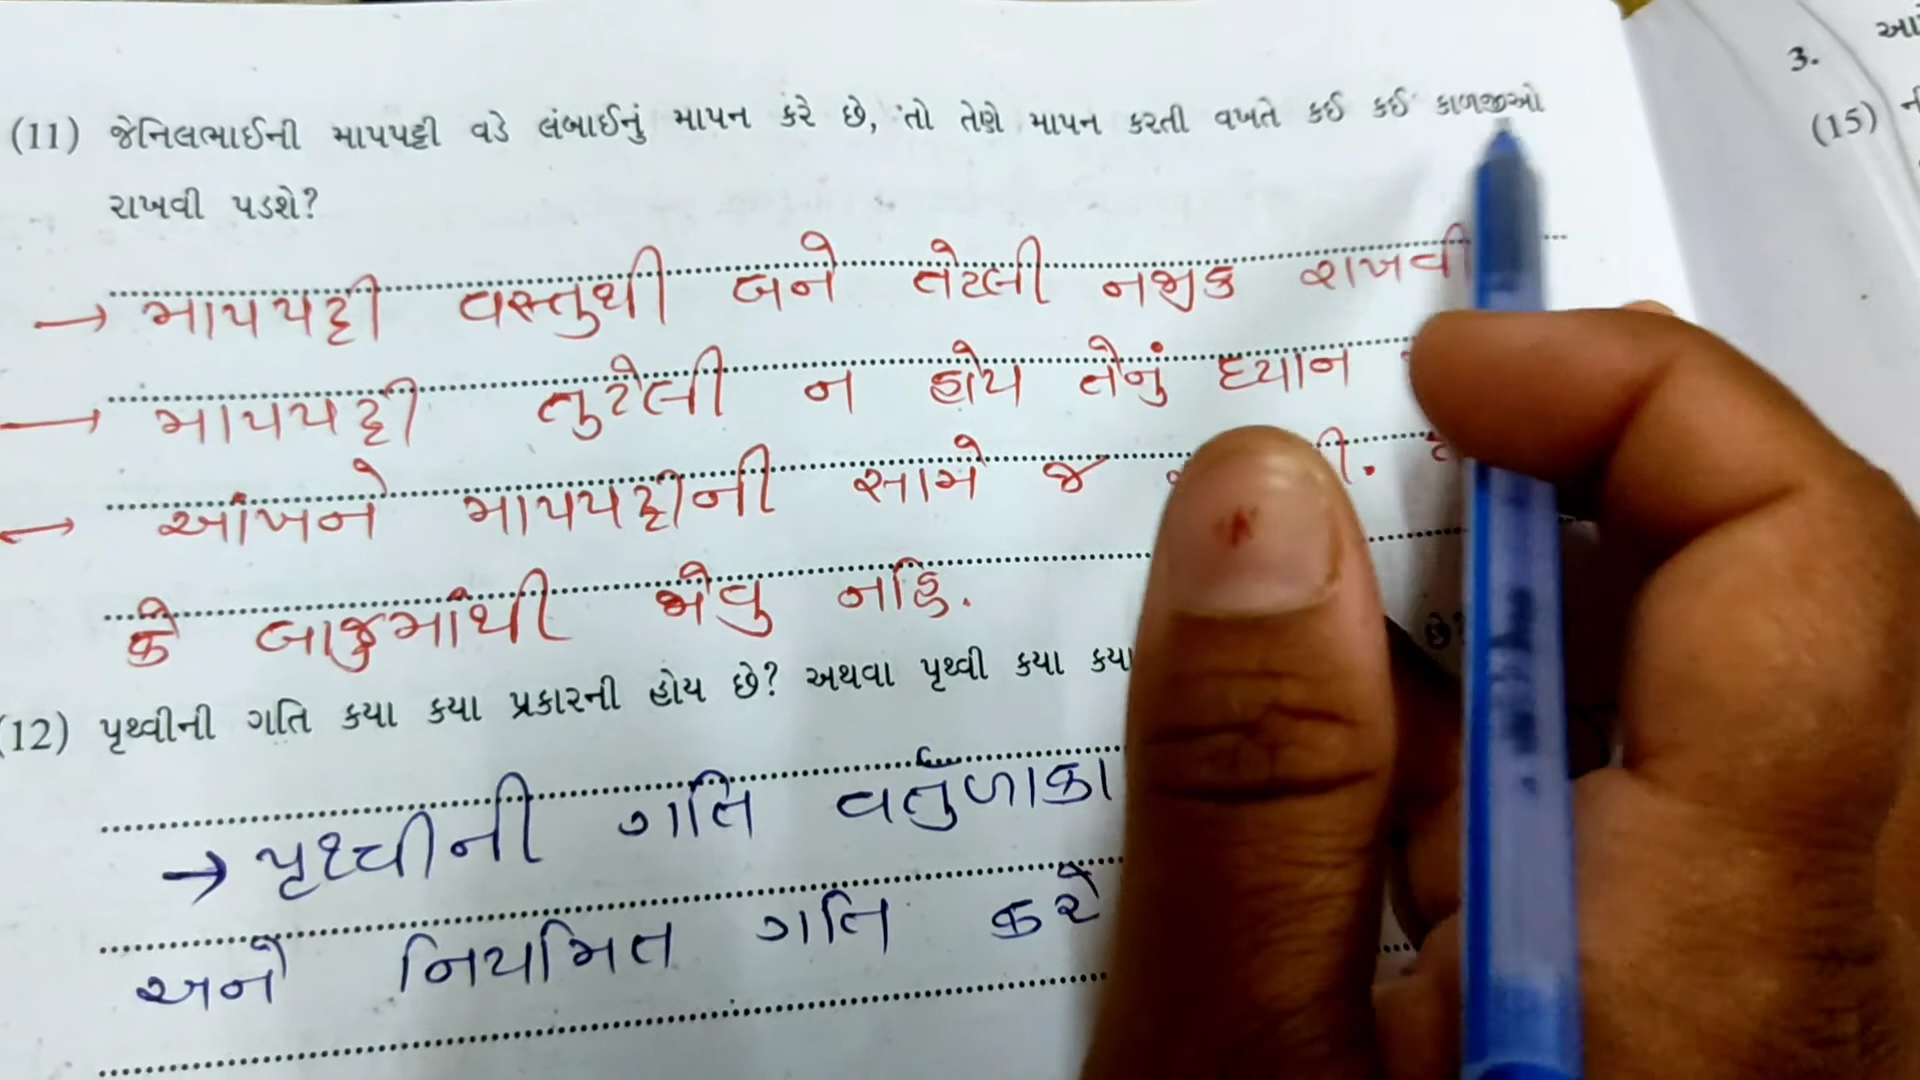 (11) જેનિલભાઈની માપપટ્ટી વડે લંબાઈનું માપન કરે છે, તો તેણે માપન કરતી વખતે કઈ કઈ કાળજીઓ
રાખવી પડશે?
→ માપપટ્ટી વસ્તુથી બને તેટલી નજીક રાખવી
→ માપપટ્ટી તુટેલી ન હોય તેનું ધ્યાન
→ આંખને માપપટ્ટીની સામે જ
કે બાજુમાંથી જોવુ નહિ.
(12) પૃથ્વીની ગતિ કયા કયા પ્રકારની હોય છે? અથવા પૃથ્વી કયા કયા છે?
→ પૃથ્વીની ગતિ વર્તુળાકા
અને નિયમિત ગતિ કરે
3.
(15)